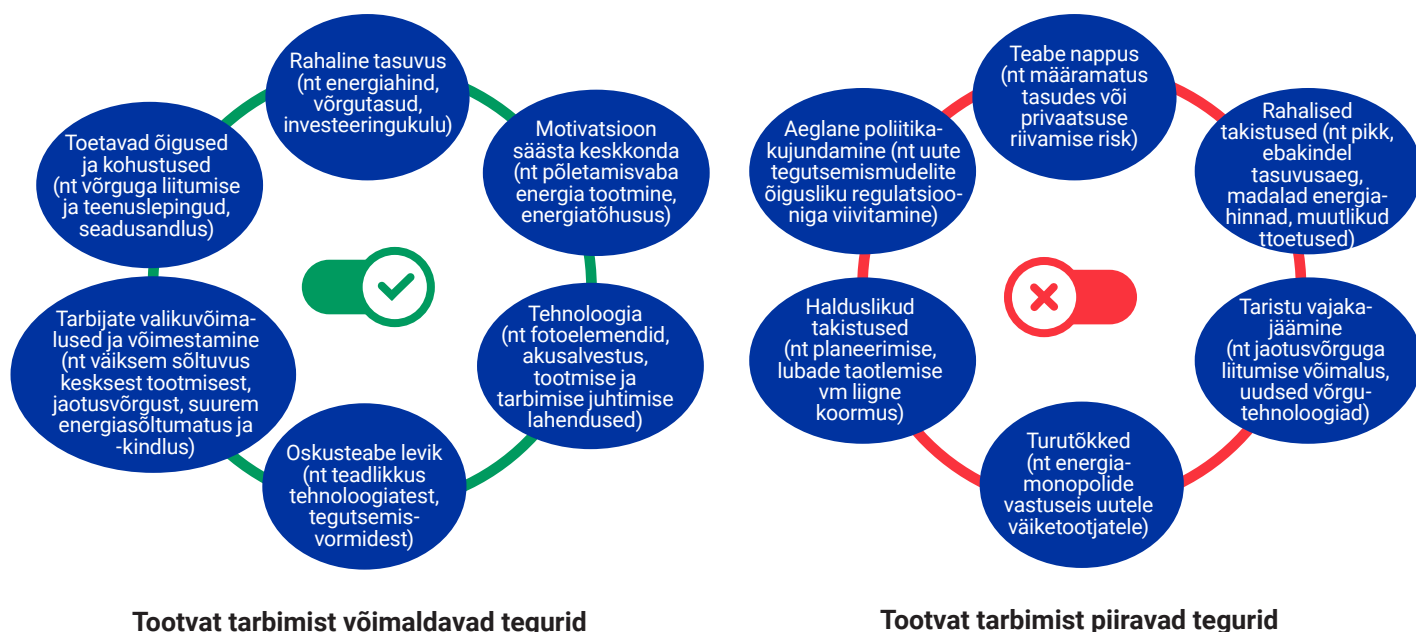 Rahaline tasuvus
(nt energiahind,
võrgutasud,
investeeringukulu)
Motivatsioon
säästa keskkonda
(nt põletamisvaba
energia tootmine,
energiatõhusus)
Tehnoloogia
(nt fotoelemendid,
akusalvestus,
tootmise ja
tarbimise juhtimise
lahendused)
Oskusteabe levik
(nt teadlikkus
tehnoloogiatest,
tegutsemis-
vormidest)
Tarbijate valikuvõima-
lused ja võimestamine
(nt väiksem sõltuvus
kesksest tootmisest,
jaotusvõrgust, suurem
energiasõltumatus ja
-kindlus)
Toetavad õigused
ja kohustused
(nt võrguga liitumise
ja teenuslepingud,
seadusandlus)
Tootvat tarbimist võimaldavad tegurid
Teabe nappus
(nt määramatus
tasudes või
privaatsuse
riivamise risk)
Rahalised
takistused (nt pikk,
ebakindel
tasuvusaeg,
madalad energia-
hinnad, muutlikud
ttoetused)
Taristu vajaka-
jäämine
(nt jaotusvõrguga
liitumise võimalus,
uudsed võrgu-
tehnoloogiad)
Turutõkked
(nt energia-
monopolide
vastuseis uutele
väiketootjatele)
Halduslikud
takistused
(nt planeerimise,
lubade taotlemise
vm liigne
koormus)
Aeglane poliitika-
kujundamine (nt uute
tegutsemismudelite
õigusliku regulatsioo-
niga viivitamine)
Tootvat tarbimist piiravad tegurid